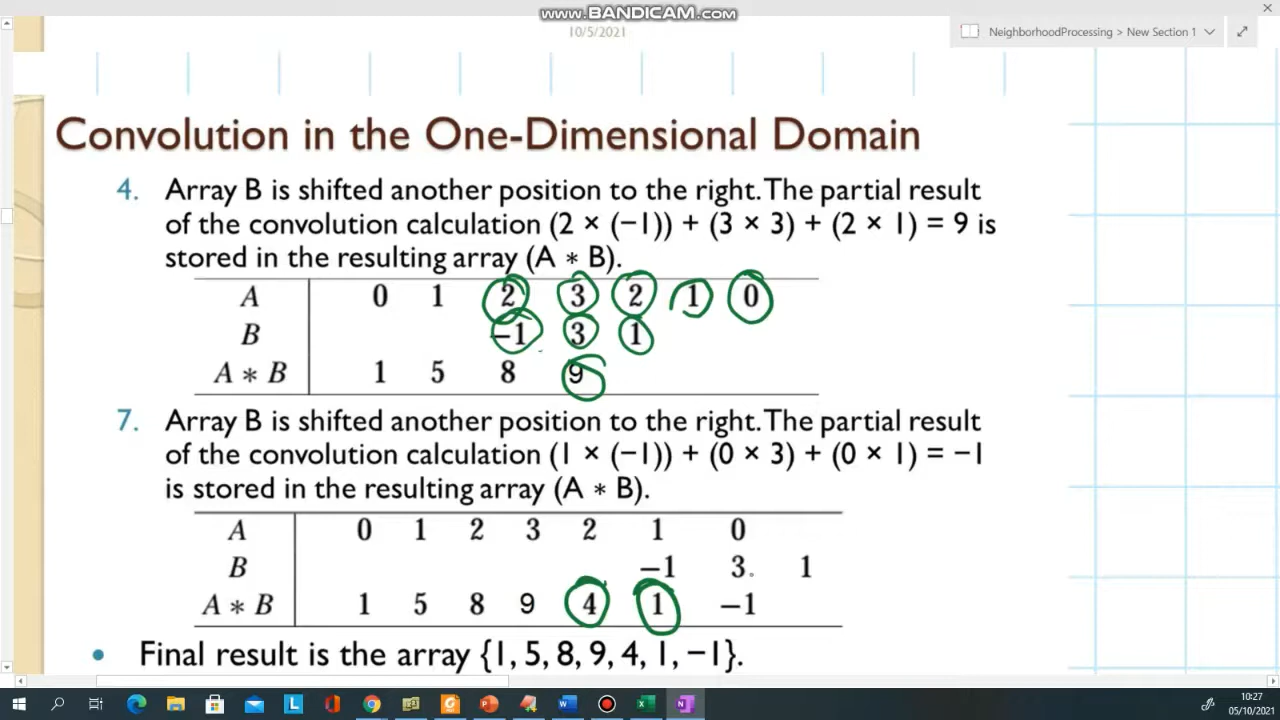 www.BANDICAM.com
10/5/2021
NeighborhoodProcessing > New Section 1
Convolution in the One-Dimensional Domain
4. Array B is shifted another position to the right. The partial result
of the convolution calculation (2 × (−1)) + (3 × 3) + (2 × 1) = 9 is
stored in the resulting array (A ∗ B).
A 0 1 2 3 2 1 0
B −1 3 1
A ∗ B 1 5 8 9
7. Array B is shifted another position to the right. The partial result
of the convolution calculation (1 × (−1)) + (0 × 3) + (0 × 1) = −1
is stored in the resulting array (A ∗ B).
A 0 1 2 3 2 1 0
B −1 3 1
A ∗ B 1 5 8 9 4 1 −1
• Final result is the array {1, 5, 8, 9, 4, 1, −1}.
10:27
05/10/2021